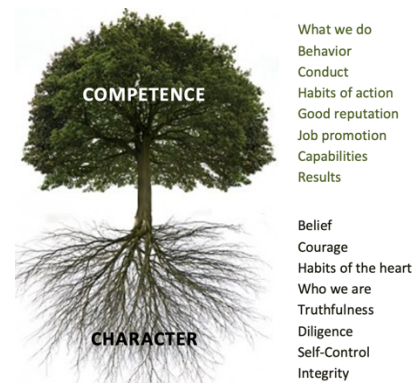 What we do
Behavior
Conduct
Habits of action
Good reputation
Job promotion
Capabilities
Results
COMPETENCE
Belief
Courage
Habits of the heart
Who we are
Truthfulness
Diligence
Self-Control
Integrity
CHARACTER